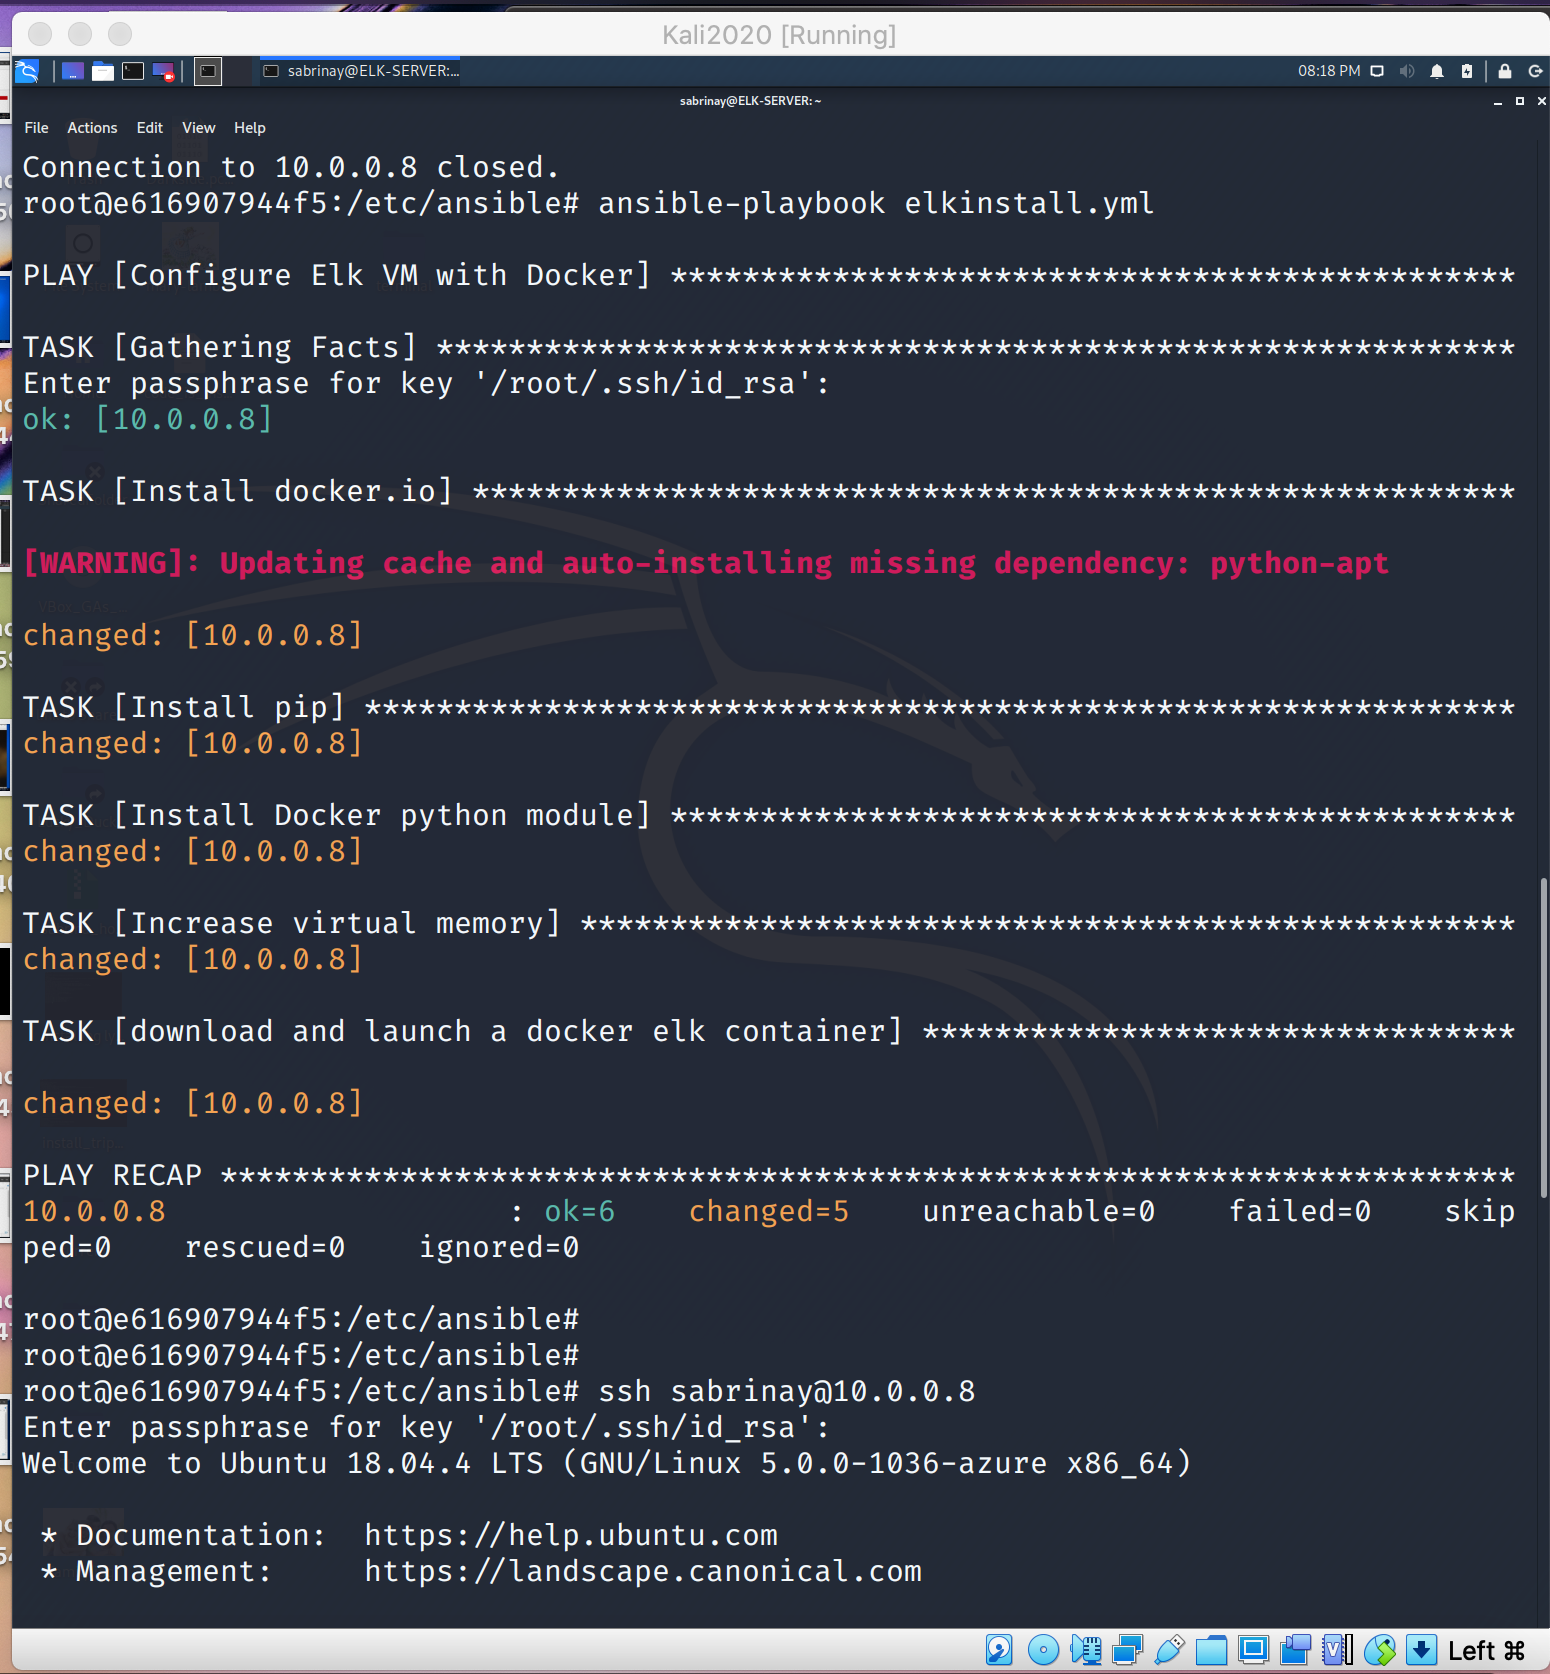 Kali2020 [Running]
sabrinay@ELK-SERVER:...
08:18 PM
sabrinay@ELK-SERVER: ~
File Actions Edit View Help
Connection to 10.0.0.8 closed.
root@e616907944f5:/etc/ansible# ansible-playbook elkinstall.yml
PLAY [Configure Elk VM with Docker] ***********************************************
TASK [Gathering Facts] ************************************************************
Enter passphrase for key '/root/.ssh/id_rsa':
ok: [10.0.0.8]
TASK [Install docker.io] **********************************************************
[WARNING]: Updating cache and auto-installing missing dependency: python-apt
changed: [10.0.0.8]
TASK [Install pip] ****************************************************************
changed: [10.0.0.8]
TASK [Install Docker python module] ***********************************************
changed: [10.0.0.8]
TASK [Increase virtual memory] ****************************************************
changed: [10.0.0.8]
TASK [download and launch a docker elk container] *********************************
changed: [10.0.0.8]
PLAY RECAP ************************************************************************
10.0.0.8 : ok=6 changed=5 unreachable=0 failed=0 skip
ped=0 rescued=0 ignored=0
root@e616907944f5:/etc/ansible#
root@e616907944f5:/etc/ansible#
root@e616907944f5:/etc/ansible# ssh sabrinay@10.0.0.8
Enter passphrase for key '/root/.ssh/id_rsa':
Welcome to Ubuntu 18.04.4 LTS (GNU/Linux 5.0.0-1036-azure x86_64)
* Documentation: https://help.ubuntu.com
* Management: https://landscape.canonical.com
Left ⌘